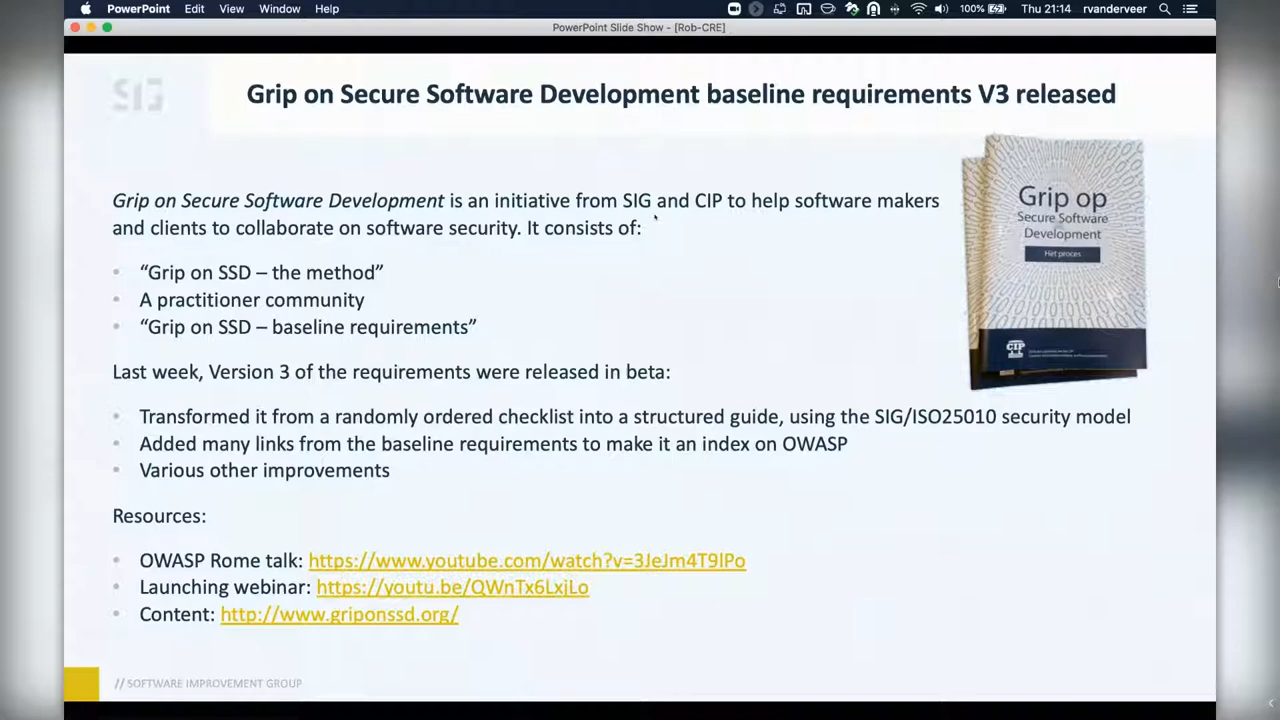 PowerPoint Edit View Window Help 100% Thu 21:14 rvanderveer
PowerPoint Slide Show - [Rob-CRE]
SIG
Grip on Secure Software Development baseline requirements V3 released
Grip on Secure Software Development is an initiative from SIG and CIP to help software makers
and clients to collaborate on software security. It consists of:
• “Grip on SSD – the method”
• A practitioner community
• “Grip on SSD – baseline requirements”
Grip op
Secure Software
Development
Het proces
CIP
Last week, Version 3 of the requirements were released in beta:
• Transformed it from a randomly ordered checklist into a structured guide, using the SIG/ISO25010 security model
• Added many links from the baseline requirements to make it an index on OWASP
• Various other improvements
Resources:
• OWASP Rome talk: https://www.youtube.com/watch?v=3JeJm4T9lPo
• Launching webinar: https://youtu.be/QWnTx6LxjLo
• Content: http://www.griponssd.org/
// SOFTWARE IMPROVEMENT GROUP